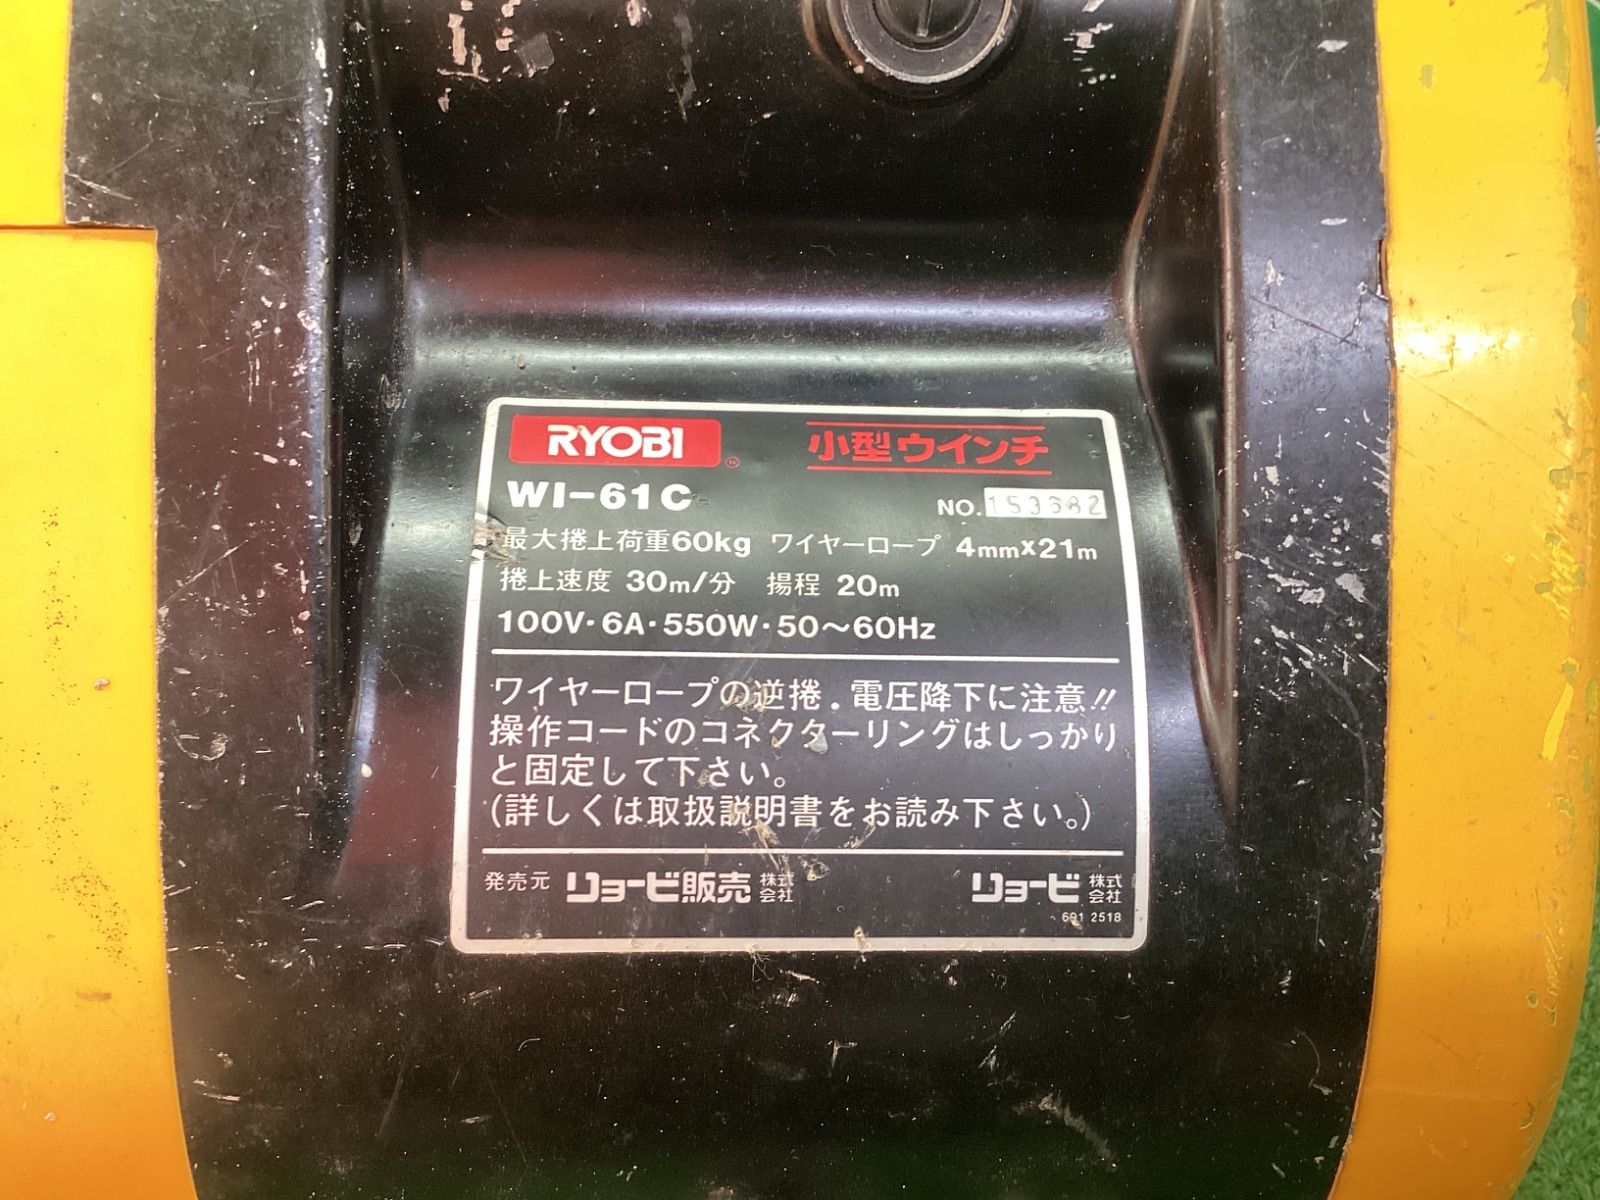 RYOBI ® 小型ウインチ
WI-61C NO.153682
最大捲上荷重60kg ワイヤーロープ 4mm×21m
捲上速度 30m/分 揚程 20m
100V・6A・550W・50〜60Hz
ワイヤーロープの逆捲.電圧降下に注意!!
操作コードのコネクターリングはしっかり
と固定して下さい。
(詳しくは取扱説明書をお読み下さい。)
発売元 リョービ販売株式会社 リョービ株式会社
691 2518